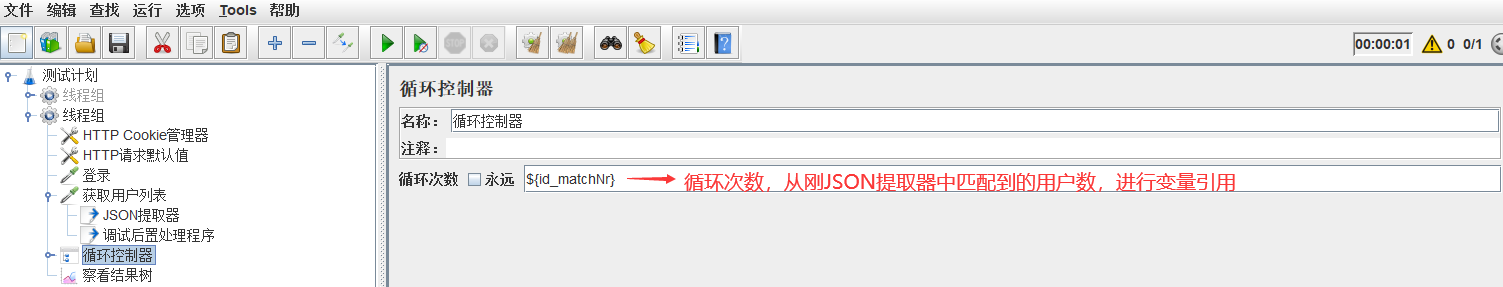 文件 编辑 查找 运行 选项 Tools 帮助
STOP 00:00:01 0 0/1
测试计划
线程组
线程组
HTTP Cookie管理器
HTTP请求默认值
登录
获取用户列表
JSON提取器
调试后置处理程序
循环控制器
察看结果树
循环控制器
名称： 循环控制器
注释：
循环次数 永远 ${id_matchNr} 循环次数，从刚JSON提取器中匹配到的用户数，进行变量引用